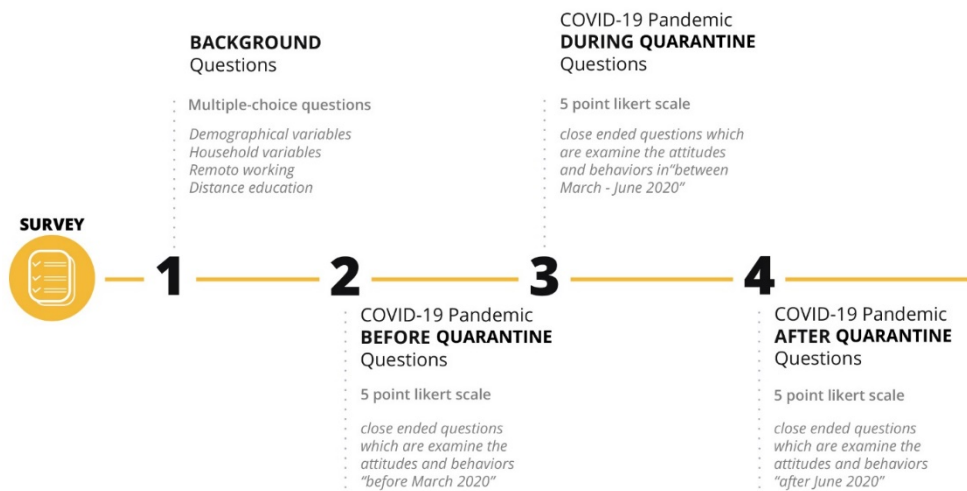 SURVEY
1
BACKGROUND
Questions
Multiple-choice questions
Demographical variables
Household variables
Remoto working
Distance education
2
COVID-19 Pandemic
BEFORE QUARANTINE
Questions
5 point likert scale
close ended questions
which are examine the
attitudes and behaviors
“before March 2020”
3
COVID-19 Pandemic
DURING QUARANTINE
Questions
5 point likert scale
close ended questions which
are examine the attitudes
and behaviors in“between
March - June 2020”
4
COVID-19 Pandemic
AFTER QUARANTINE
Questions
5 point likert scale
close ended questions
which are examine the
attitudes and behaviors
“after June 2020”